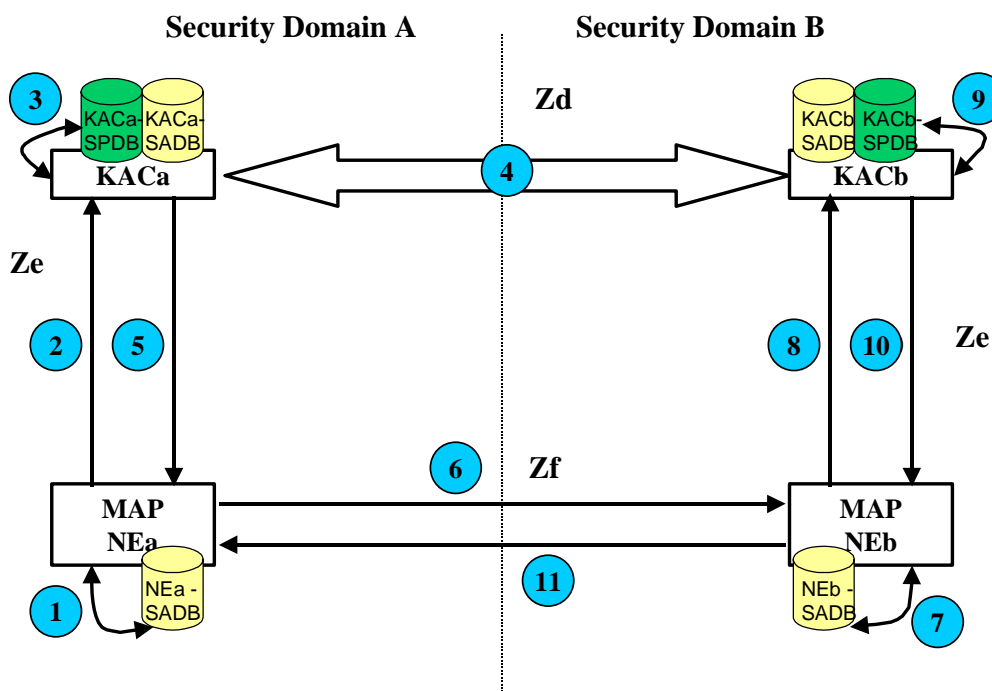 Security Domain A
Security Domain B
3
KACa-
SPDB
KACa-
SADB
Zd
KACb
SADB
KACb-
SPDB
9
KACa
4
KACb
Ze
2
5
8
10
Ze
6
Zf
MAP
NEa
MAP
NEb
11
1
NEa -
SADB
NEb -
SADB
7